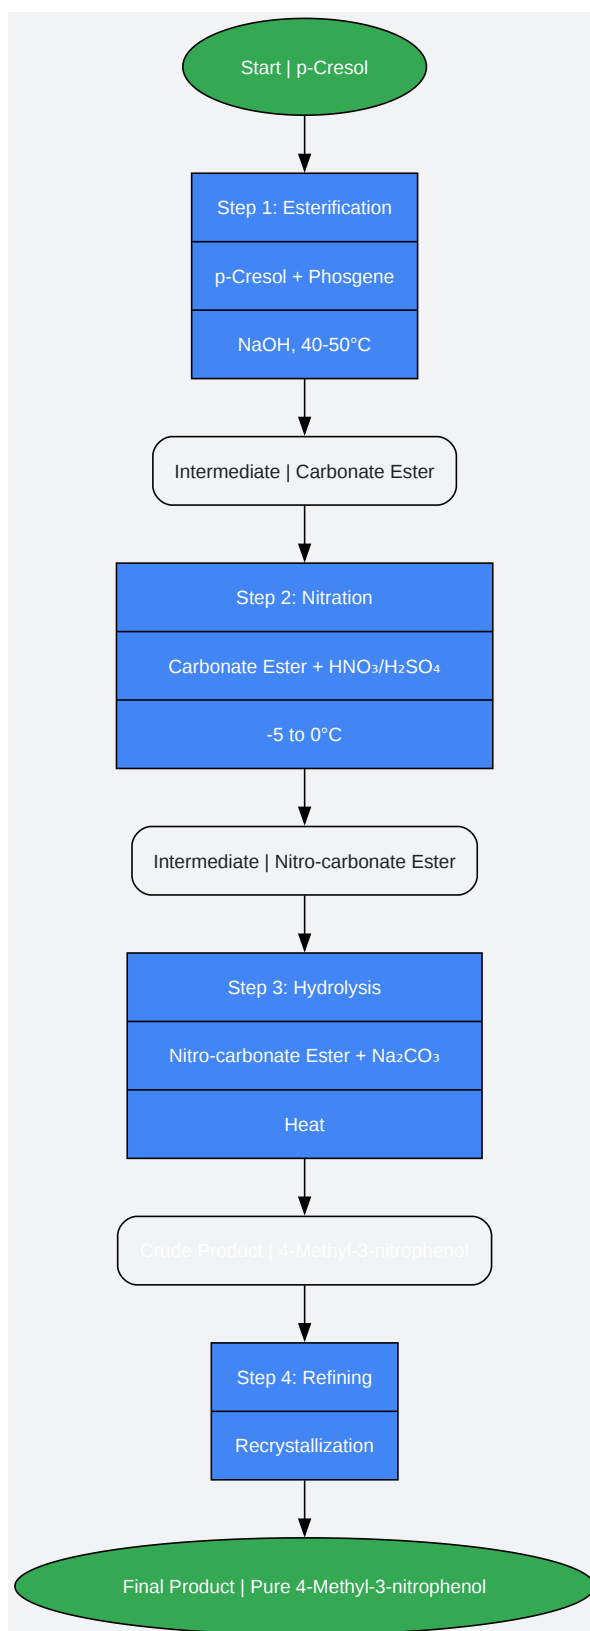 Start | p-Cresol
Step 1: Esterification
p-Cresol + Phosgene
NaOH, 40-50°C
Intermediate | Carbonate Ester
Step 2: Nitration
Carbonate Ester + HNO₃/H₂SO₄
-5 to 0°C
Intermediate | Nitro-carbonate Ester
Step 3: Hydrolysis
Nitro-carbonate Ester + Na₂CO₃
Heat
Crude Product | 4-Methyl-3-nitrophenol
Step 4: Refining
Recrystallization
Final Product | Pure 4-Methyl-3-nitrophenol